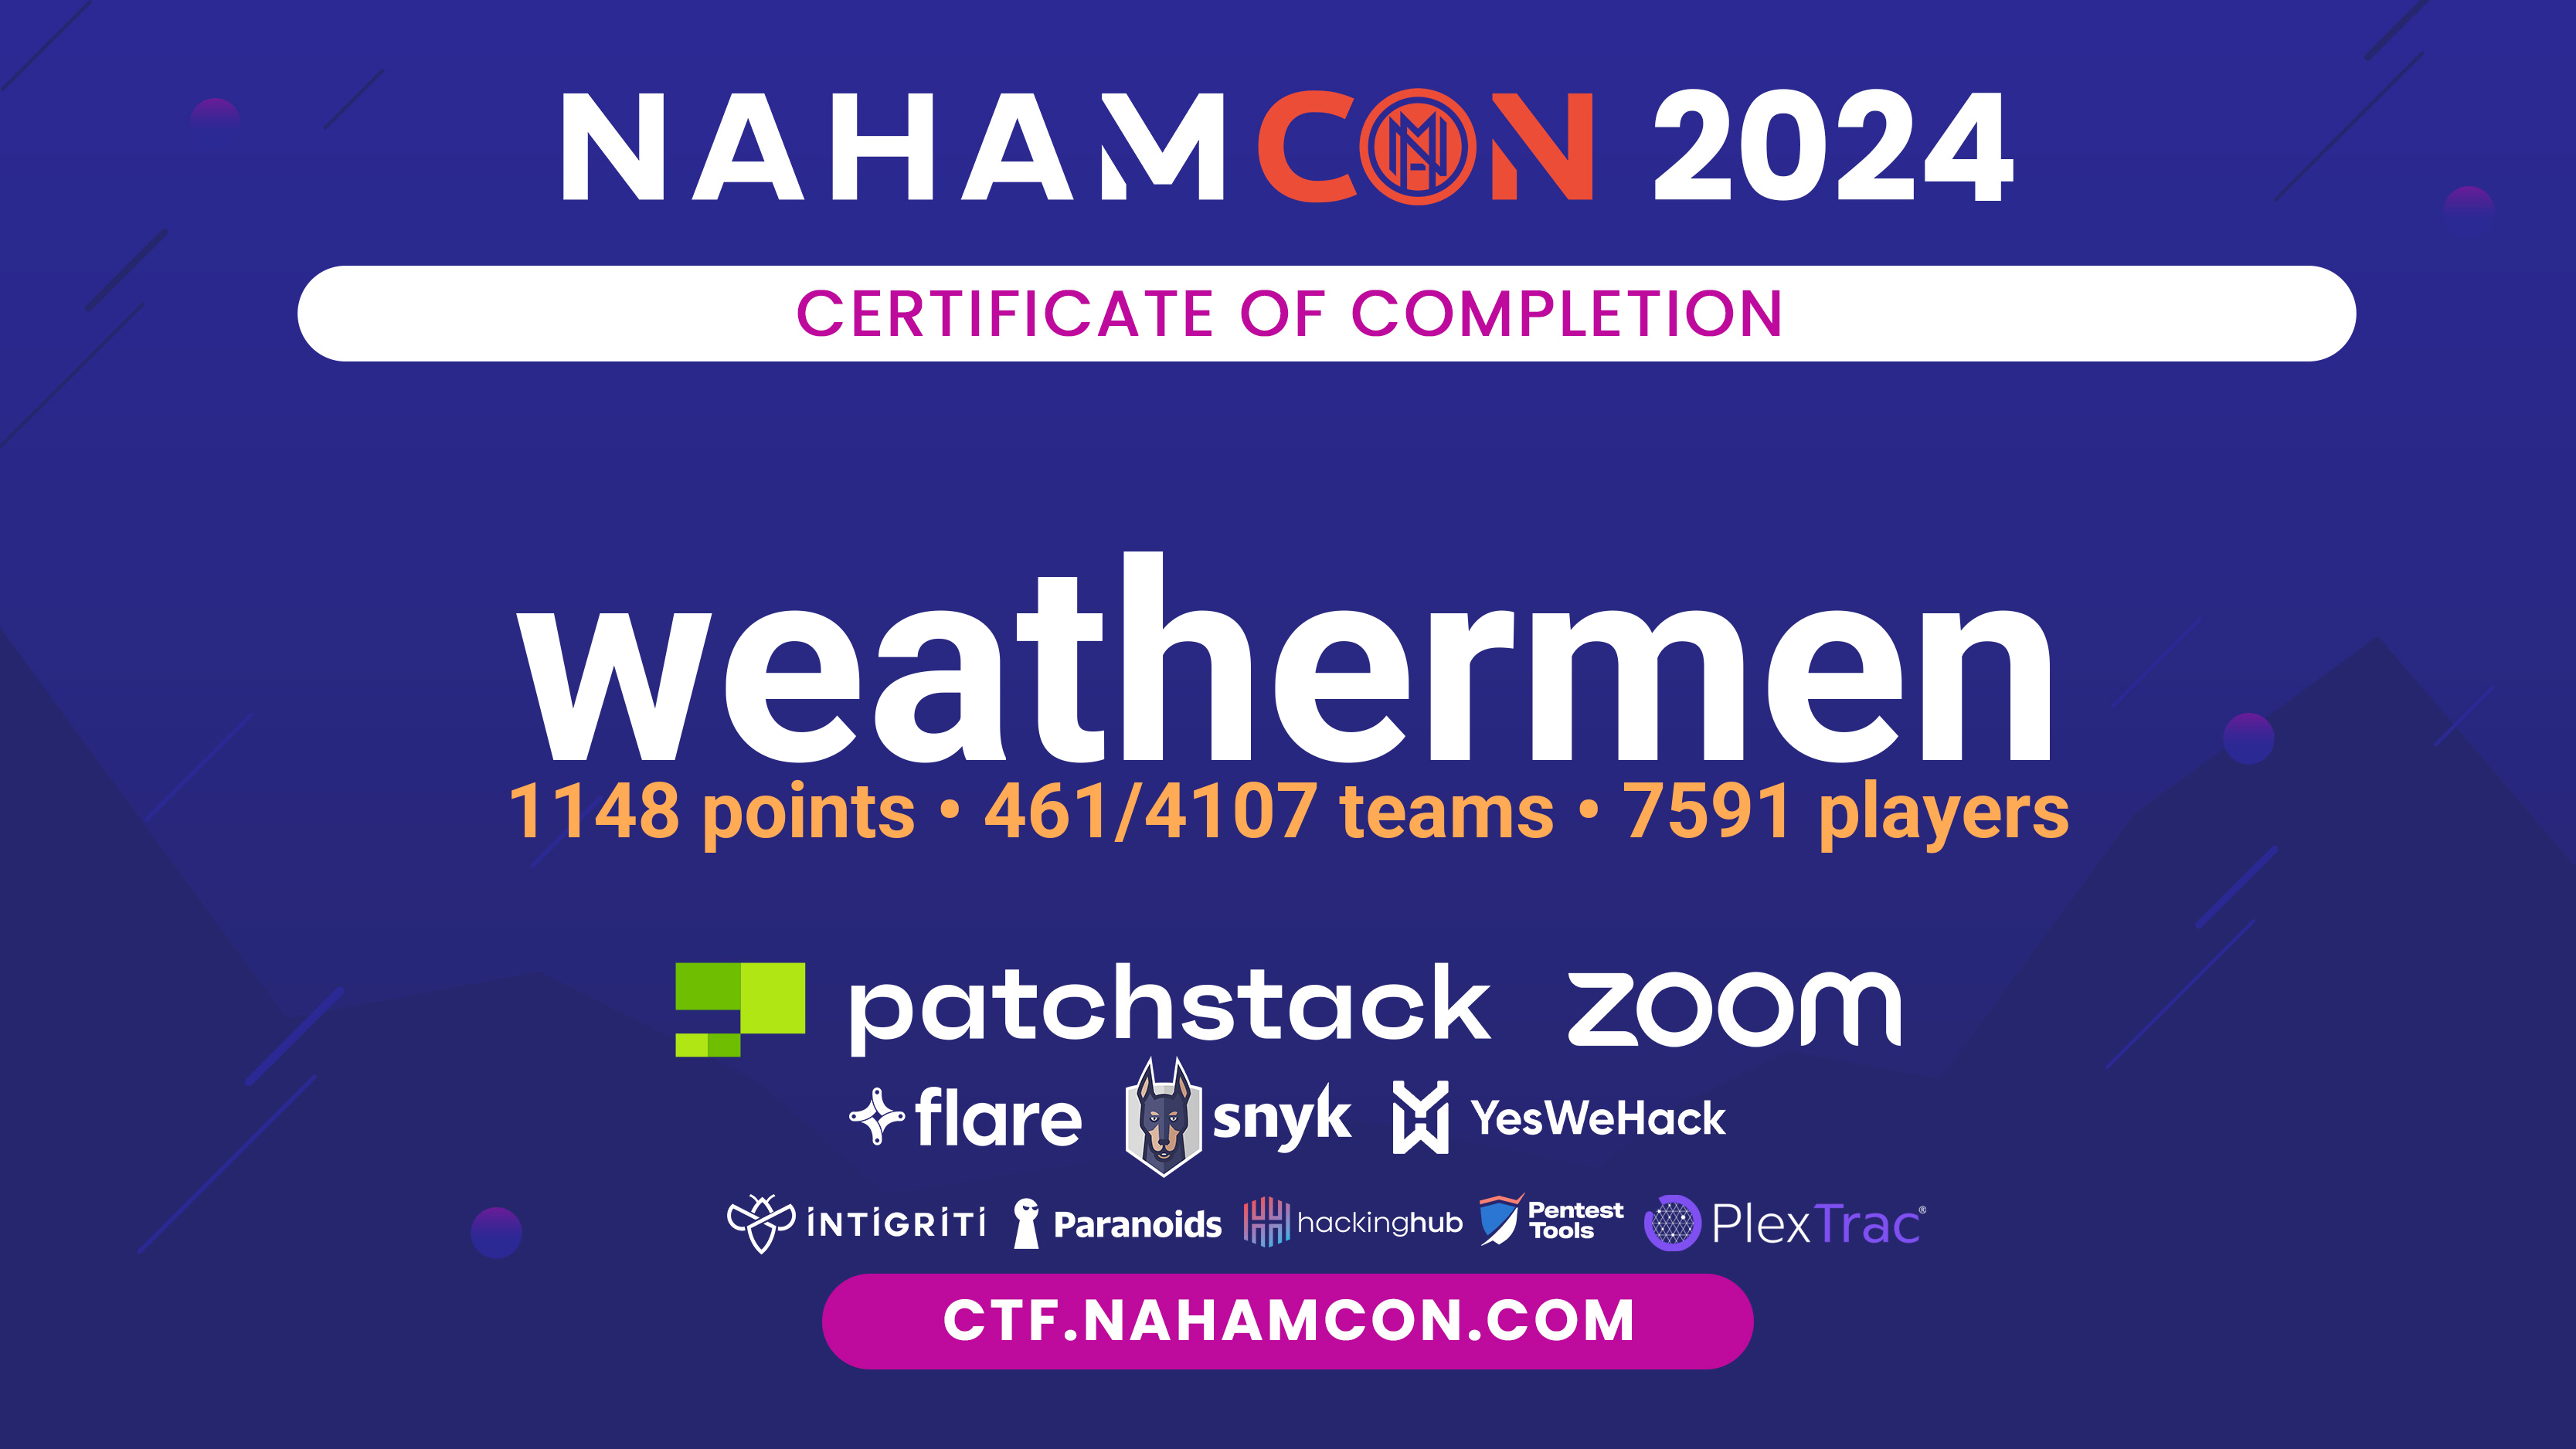 NAHAMCON 2024
CERTIFICATE OF COMPLETION
weathermen
1148 points • 461/4107 teams • 7591 players
patchstack zoom
flare snyk YesWeHack
INTIGRITI Paranoids hackinghub Pentest Tools PlexTrac®
CTF.NAHAMCON.COM